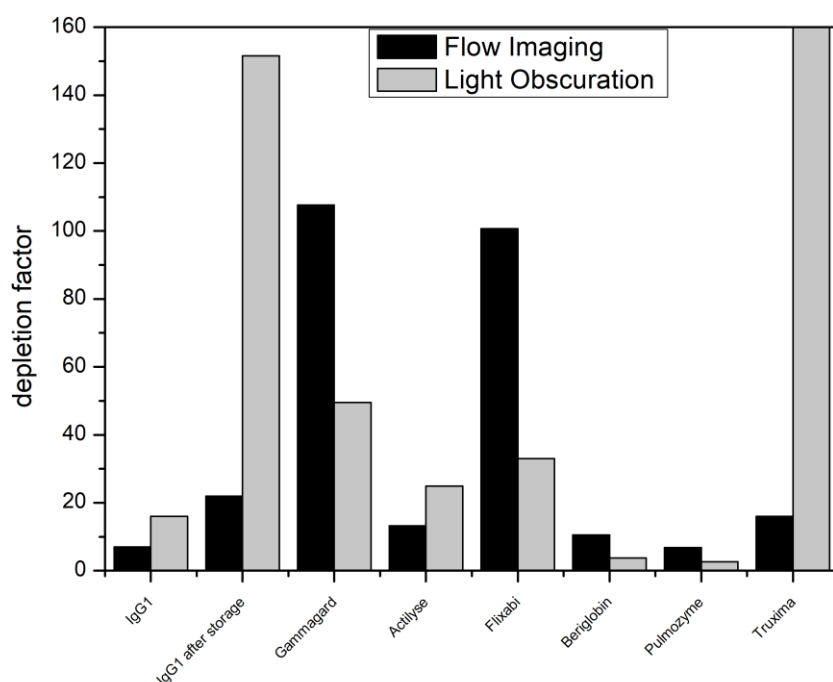 160
140
120
100
80
60
40
20
0
depletion factor
Flow Imaging
Light Obscuration
IgG1
IgG1 after storage
Gammagard
Actilyse
Flixabi
Beriglobin
Pulmozyme
Truxima